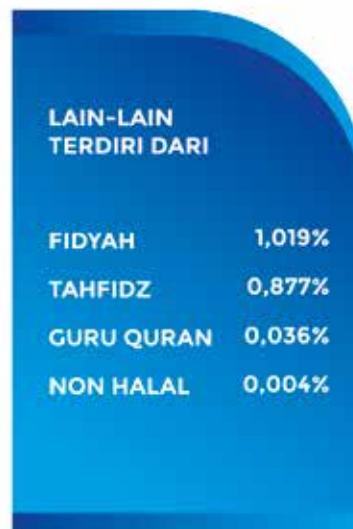 LAIN-LAIN
TERDIRI DARI
FIDYAH 1,019%
TAHFIDZ 0,877%
GURU QURAN 0,036%
NON HALAL 0,004%